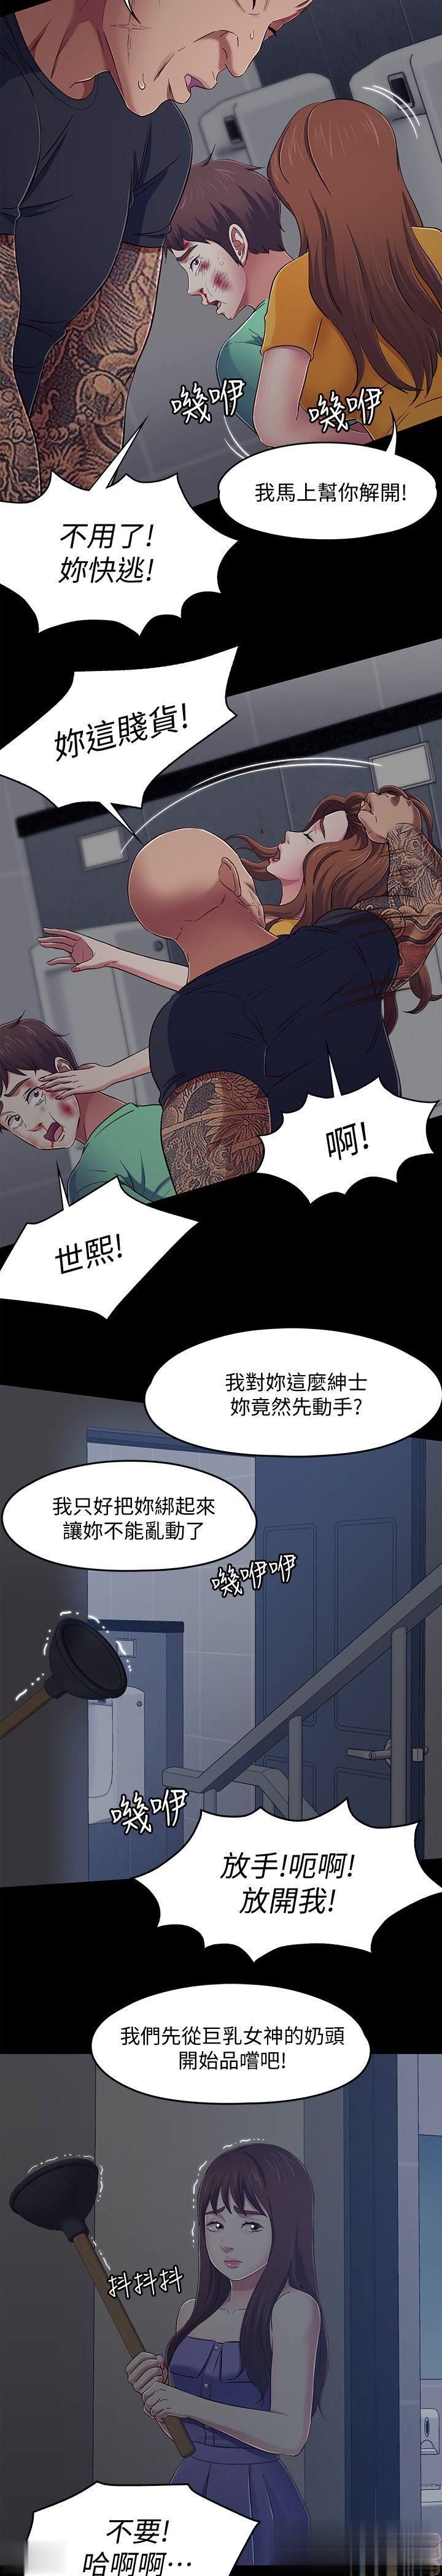 嘰咿
嘰咿
我馬上幫你解開!
不用了!
妳快逃!
妳這賤貨!
啊!
世熙!
我對妳這麼紳士
妳竟然先動手?
我只好把妳綁起來
讓妳不能亂動了
嘰咿咿
嘰咿
放手!呃啊!
放開我!
我們先從巨乳女神的奶頭
開始品嚐吧!
抖抖抖
不要!
哈啊啊…